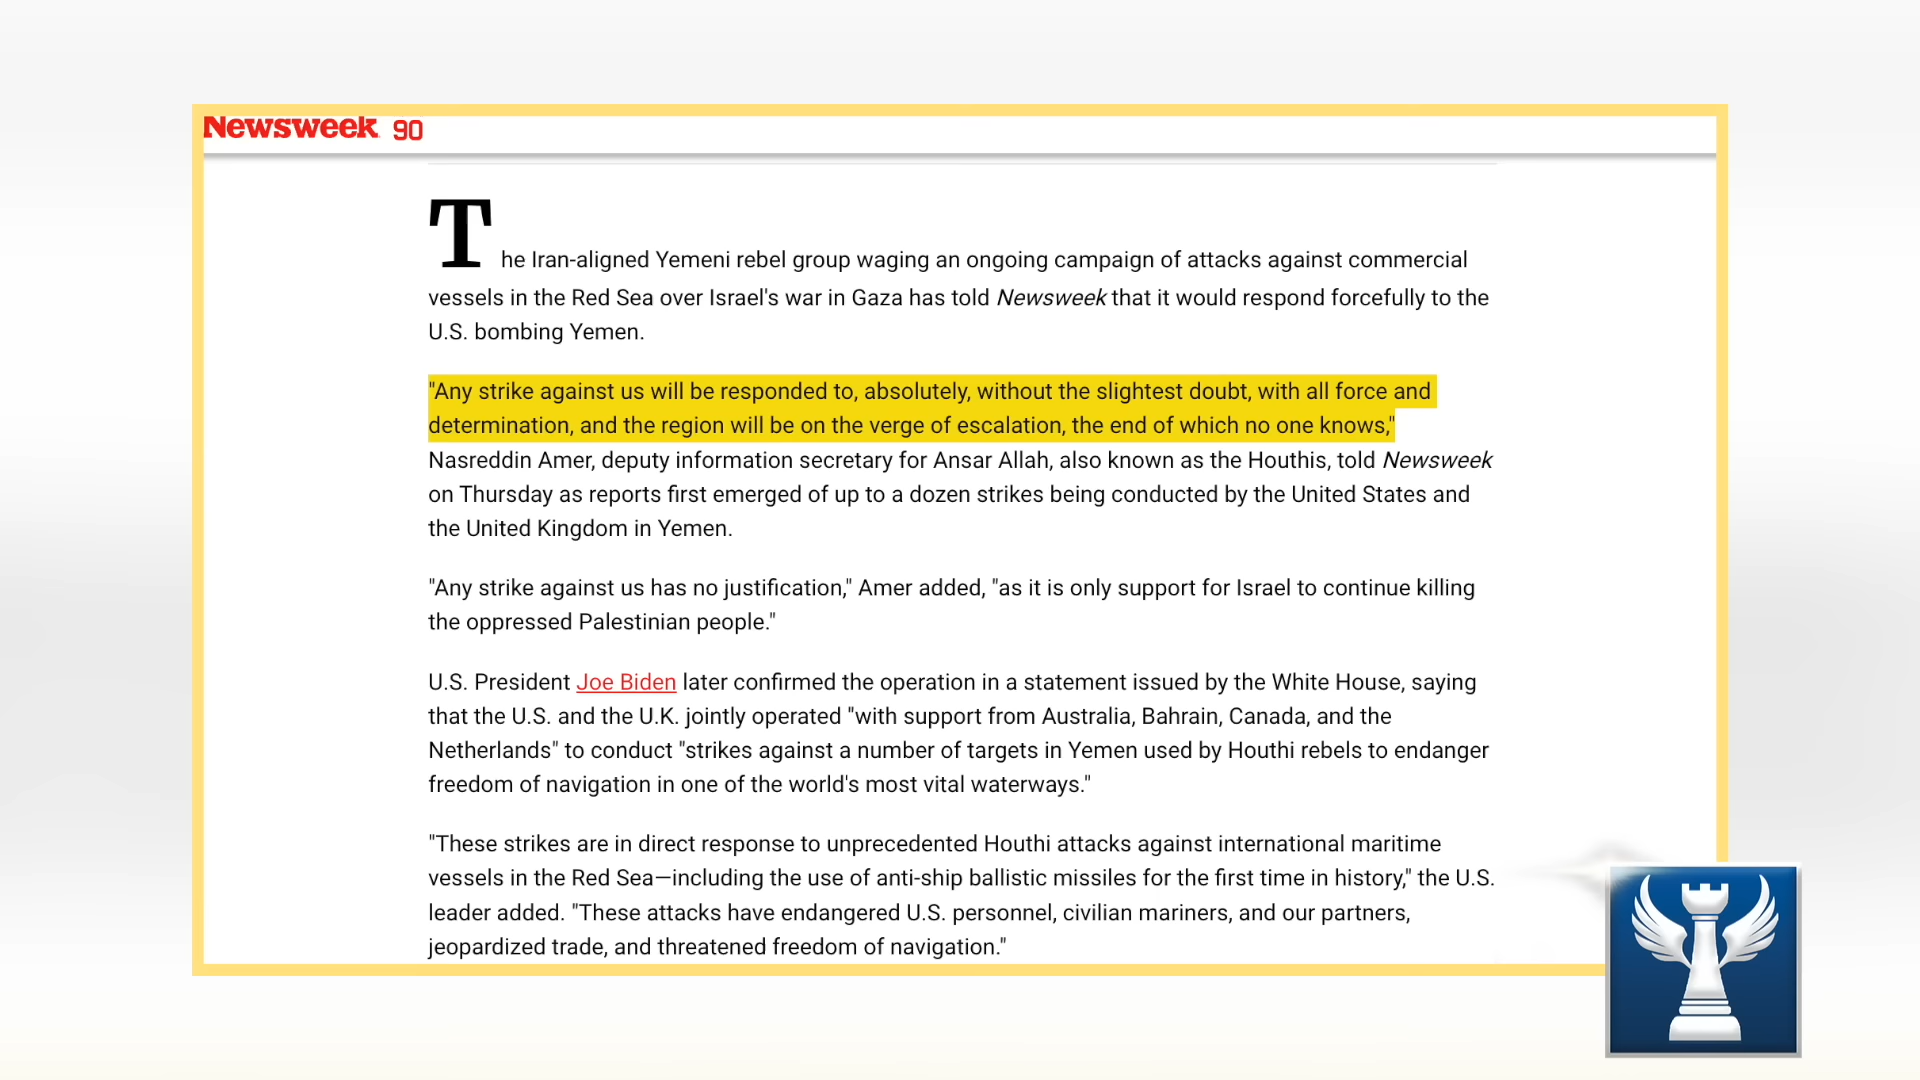 Newsweek 90
The Iran-aligned Yemeni rebel group waging an ongoing campaign of attacks against commercial
vessels in the Red Sea over Israel's war in Gaza has told Newsweek that it would respond forcefully to the
U.S. bombing Yemen.
"Any strike against us will be responded to, absolutely, without the slightest doubt, with all force and
determination, and the region will be on the verge of escalation, the end of which no one knows,"
Nasreddin Amer, deputy information secretary for Ansar Allah, also known as the Houthis, told Newsweek
on Thursday as reports first emerged of up to a dozen strikes being conducted by the United States and
the United Kingdom in Yemen.
"Any strike against us has no justification," Amer added, "as it is only support for Israel to continue killing
the oppressed Palestinian people."
U.S. President Joe Biden later confirmed the operation in a statement issued by the White House, saying
that the U.S. and the U.K. jointly operated "with support from Australia, Bahrain, Canada, and the
Netherlands" to conduct "strikes against a number of targets in Yemen used by Houthi rebels to endanger
freedom of navigation in one of the world's most vital waterways."
"These strikes are in direct response to unprecedented Houthi attacks against international maritime
vessels in the Red Sea—including the use of anti-ship ballistic missiles for the first time in history," the U.S.
leader added. "These attacks have endangered U.S. personnel, civilian mariners, and our partners,
jeopardized trade, and threatened freedom of navigation."